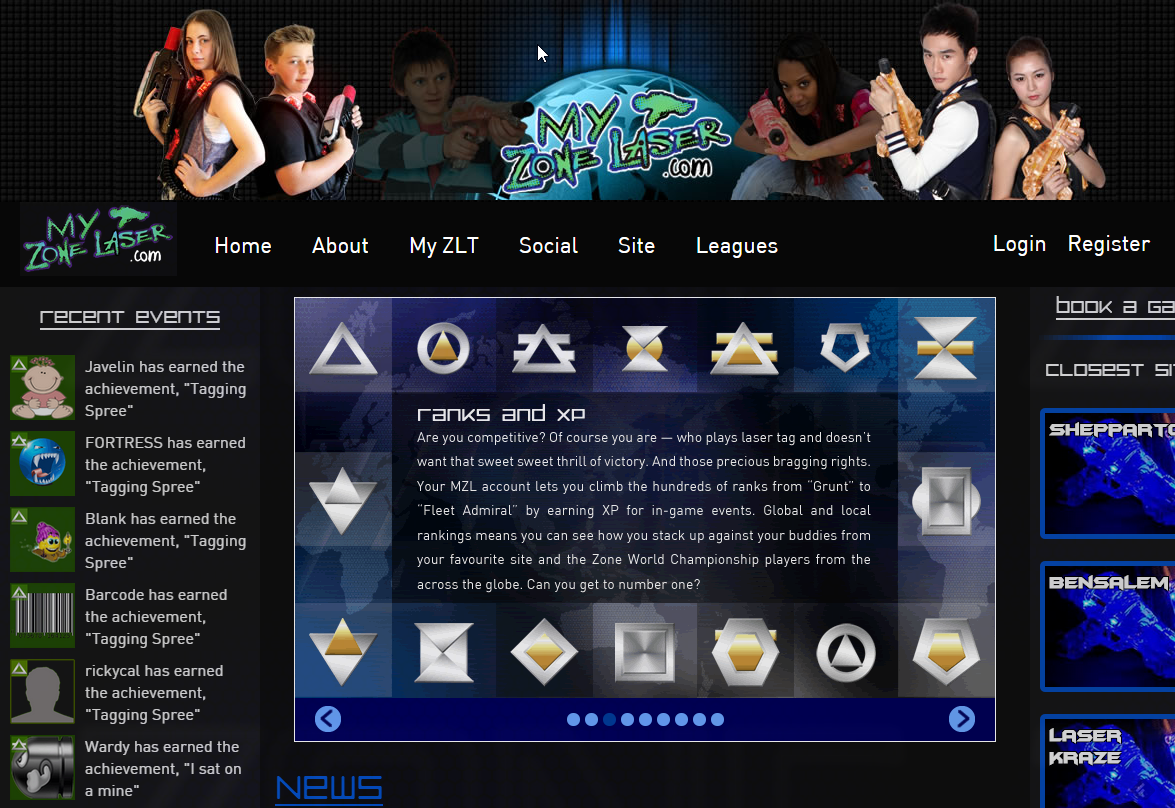 MY
ZONE LASER
.com
MY
ZONE LASER
.com
Home About My ZLT Social Site Leagues Login Register
recent events
Javelin has earned the
achievement, "Tagging
Spree"
FORTRESS has earned
the achievement,
"Tagging Spree"
Blank has earned the
achievement, "Tagging
Spree"
Barcode has earned
the achievement,
"Tagging Spree"
rickycal has earned
the achievement,
"Tagging Spree"
Wardy has earned the
achievement, "I sat on
a mine"
ranks and xp
Are you competitive? Of course you are — who plays laser tag and doesn't
want that sweet sweet thrill of victory. And those precious bragging rights.
Your MZL account lets you climb the hundreds of ranks from "Grunt" to
"Fleet Admiral" by earning XP for in-game events. Global and local
rankings means you can see how you stack up against your buddies from
your favourite site and the Zone World Championship players from the
across the globe. Can you get to number one?
News
book a ga
closest si
SHEPPARTO
BENSALEM
LASER
KRAZE